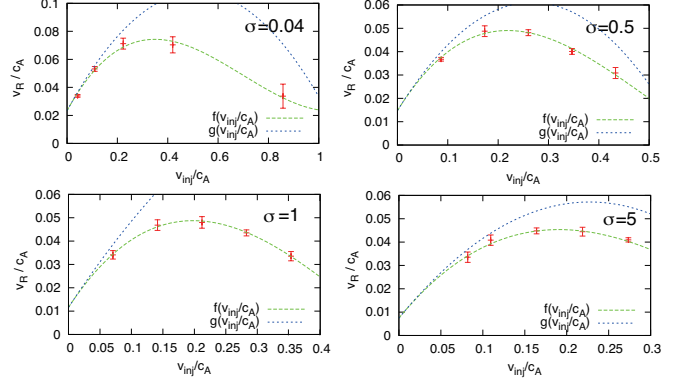 0.1
0.08
0.06
0.04
0.02
0
v_R / c_A
σ=0.04
f(v_inj/c_A)
g(v_inj/c_A)
0 0.2 0.4 0.6 0.8 1
v_inj/c_A
0.06
0.05
0.04
0.03
0.02
0.01
0
v_R / c_A
σ=0.5
f(v_inj/c_A)
g(v_inj/c_A)
0 0.1 0.2 0.3 0.4 0.5
v_inj/c_A
0.06
0.05
0.04
0.03
0.02
0.01
0
v_R / c_A
σ=1
f(v_inj/c_A)
g(v_inj/c_A)
0 0.05 0.1 0.15 0.2 0.25 0.3 0.35 0.4
v_inj/c_A
0.06
0.05
0.04
0.03
0.02
0.01
0
v_R / c_A
σ=5
f(v_inj/c_A)
g(v_inj/c_A)
0 0.05 0.1 0.15 0.2 0.25 0.3
v_inj/c_A